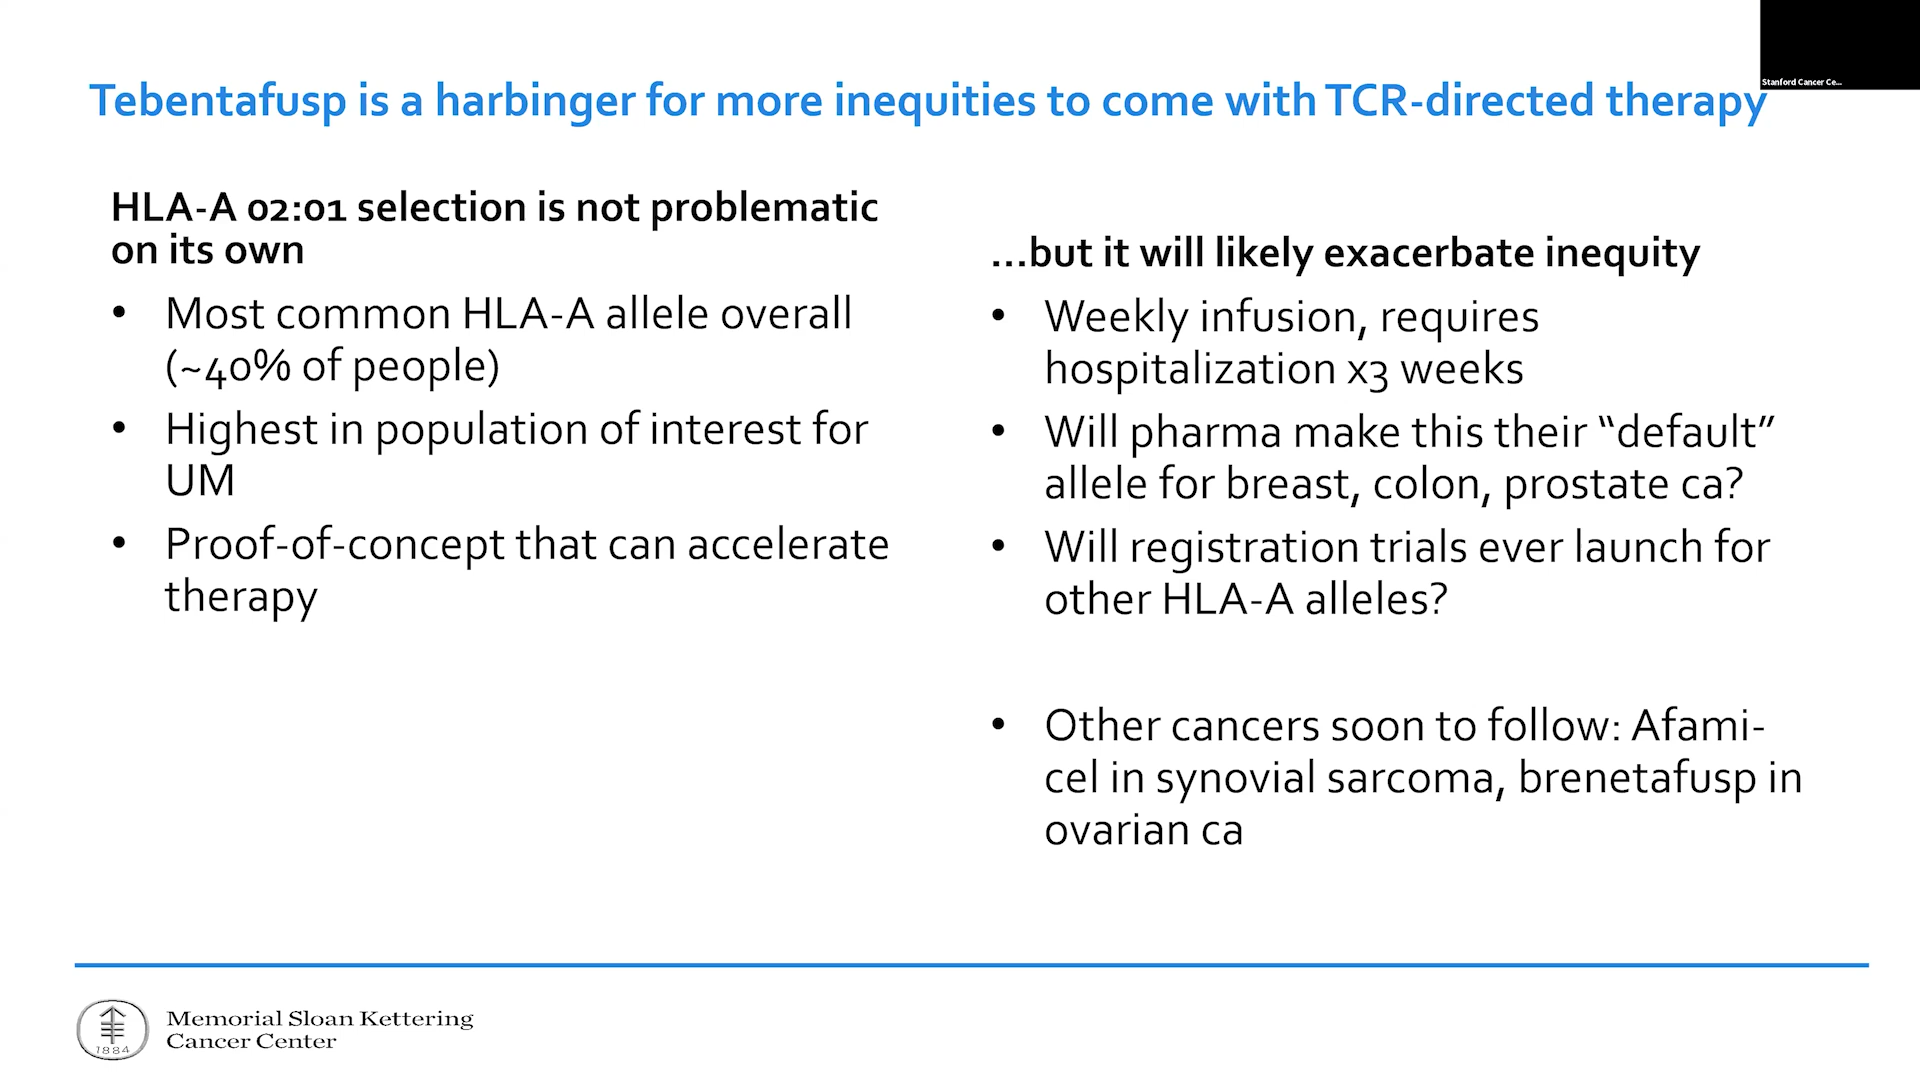 Stanford Cancer Ce...
Tebentafusp is a harbinger for more inequities to come with TCR-directed therapy
HLA-A 02:01 selection is not problematic
on its own
• Most common HLA-A allele overall
(~40% of people)
• Highest in population of interest for
UM
• Proof-of-concept that can accelerate
therapy
...but it will likely exacerbate inequity
• Weekly infusion, requires
hospitalization x3 weeks
• Will pharma make this their “default”
allele for breast, colon, prostate ca?
• Will registration trials ever launch for
other HLA-A alleles?
• Other cancers soon to follow: Afami-
cel in synovial sarcoma, brenetafusp in
ovarian ca
1884
Memorial Sloan Kettering
Cancer Center